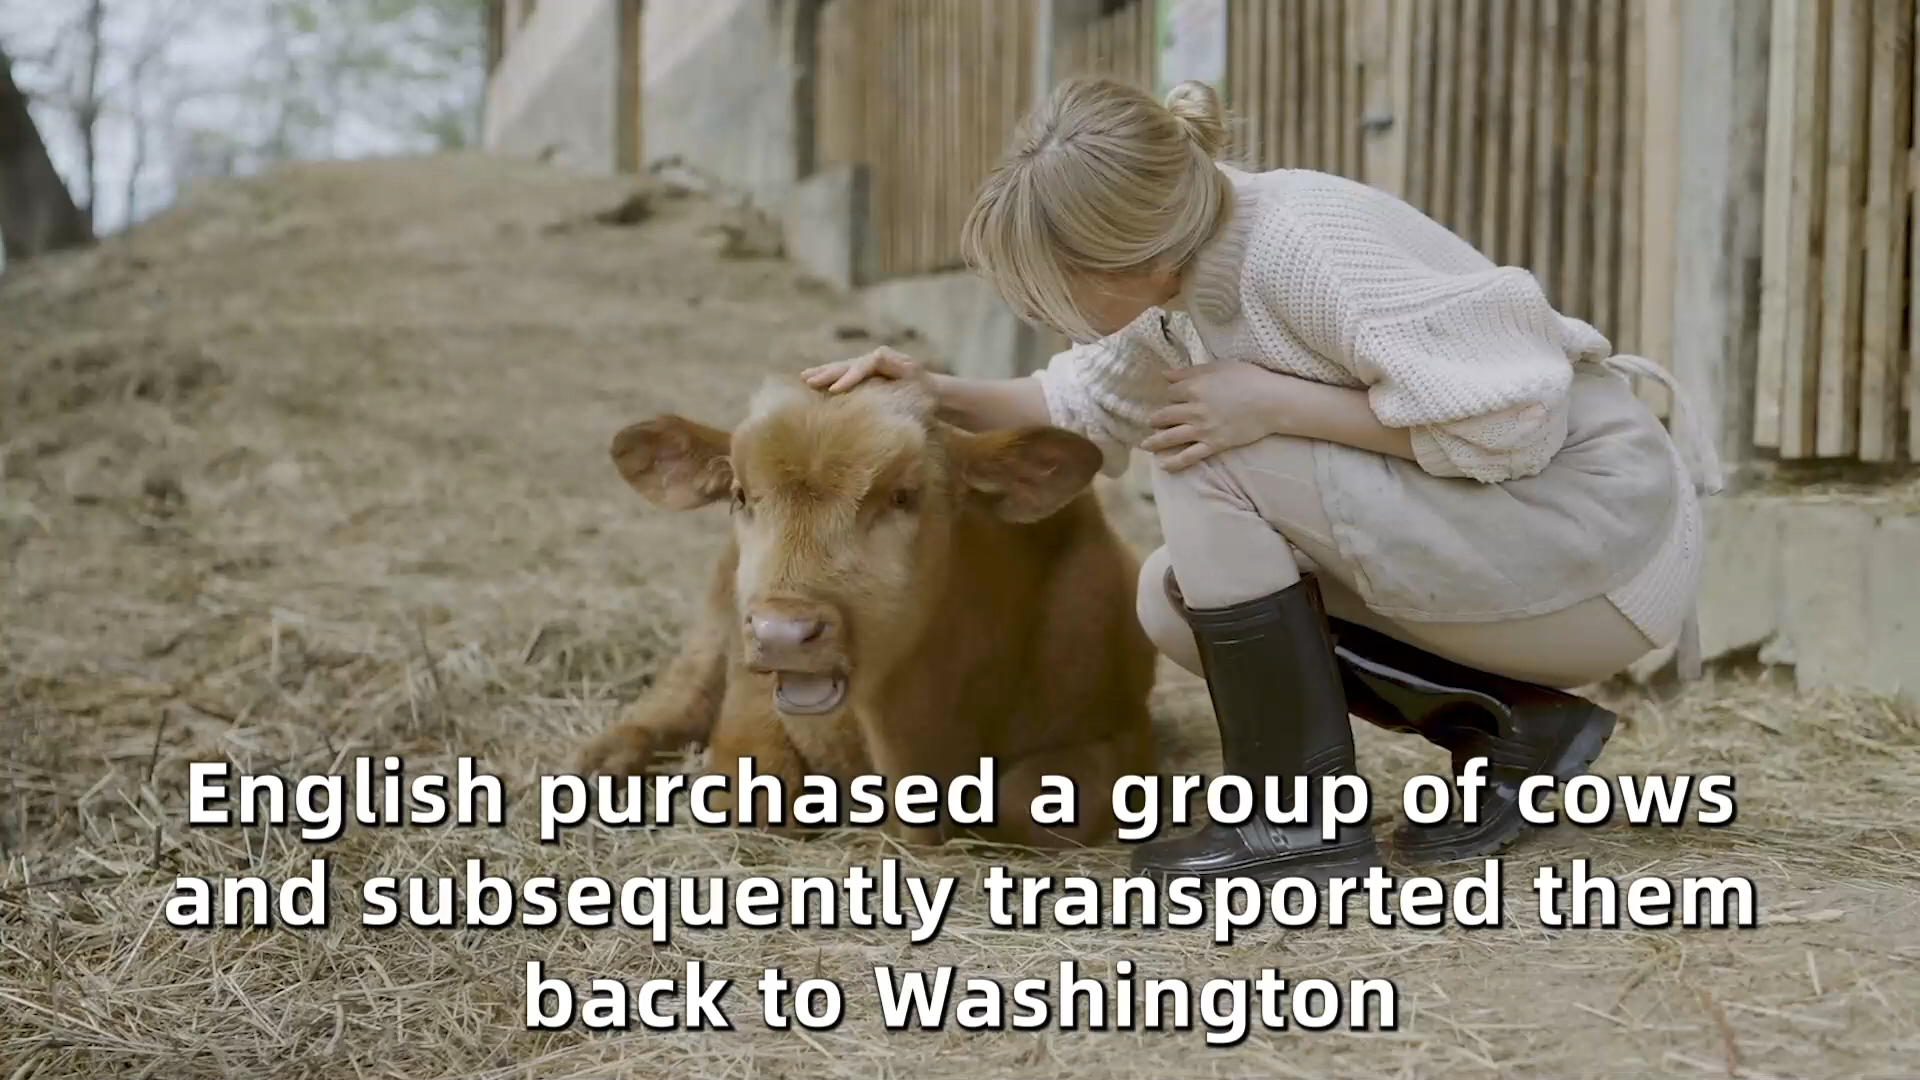 English purchased a group of cows
and subsequently transported them
back to Washington